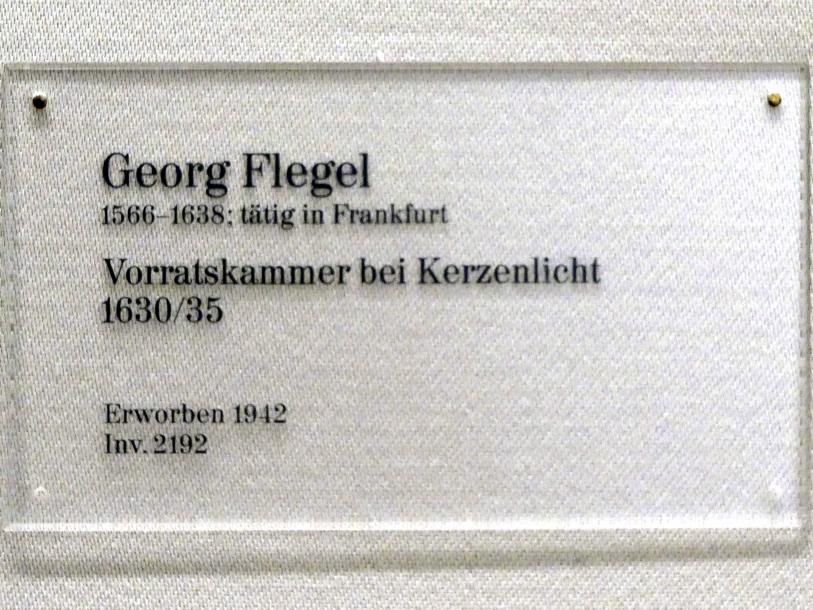 Georg Flegel
1566–1638; tätig in Frankfurt
Vorratskammer bei Kerzenlicht
1630/35
Erworben 1942
Inv. 2192